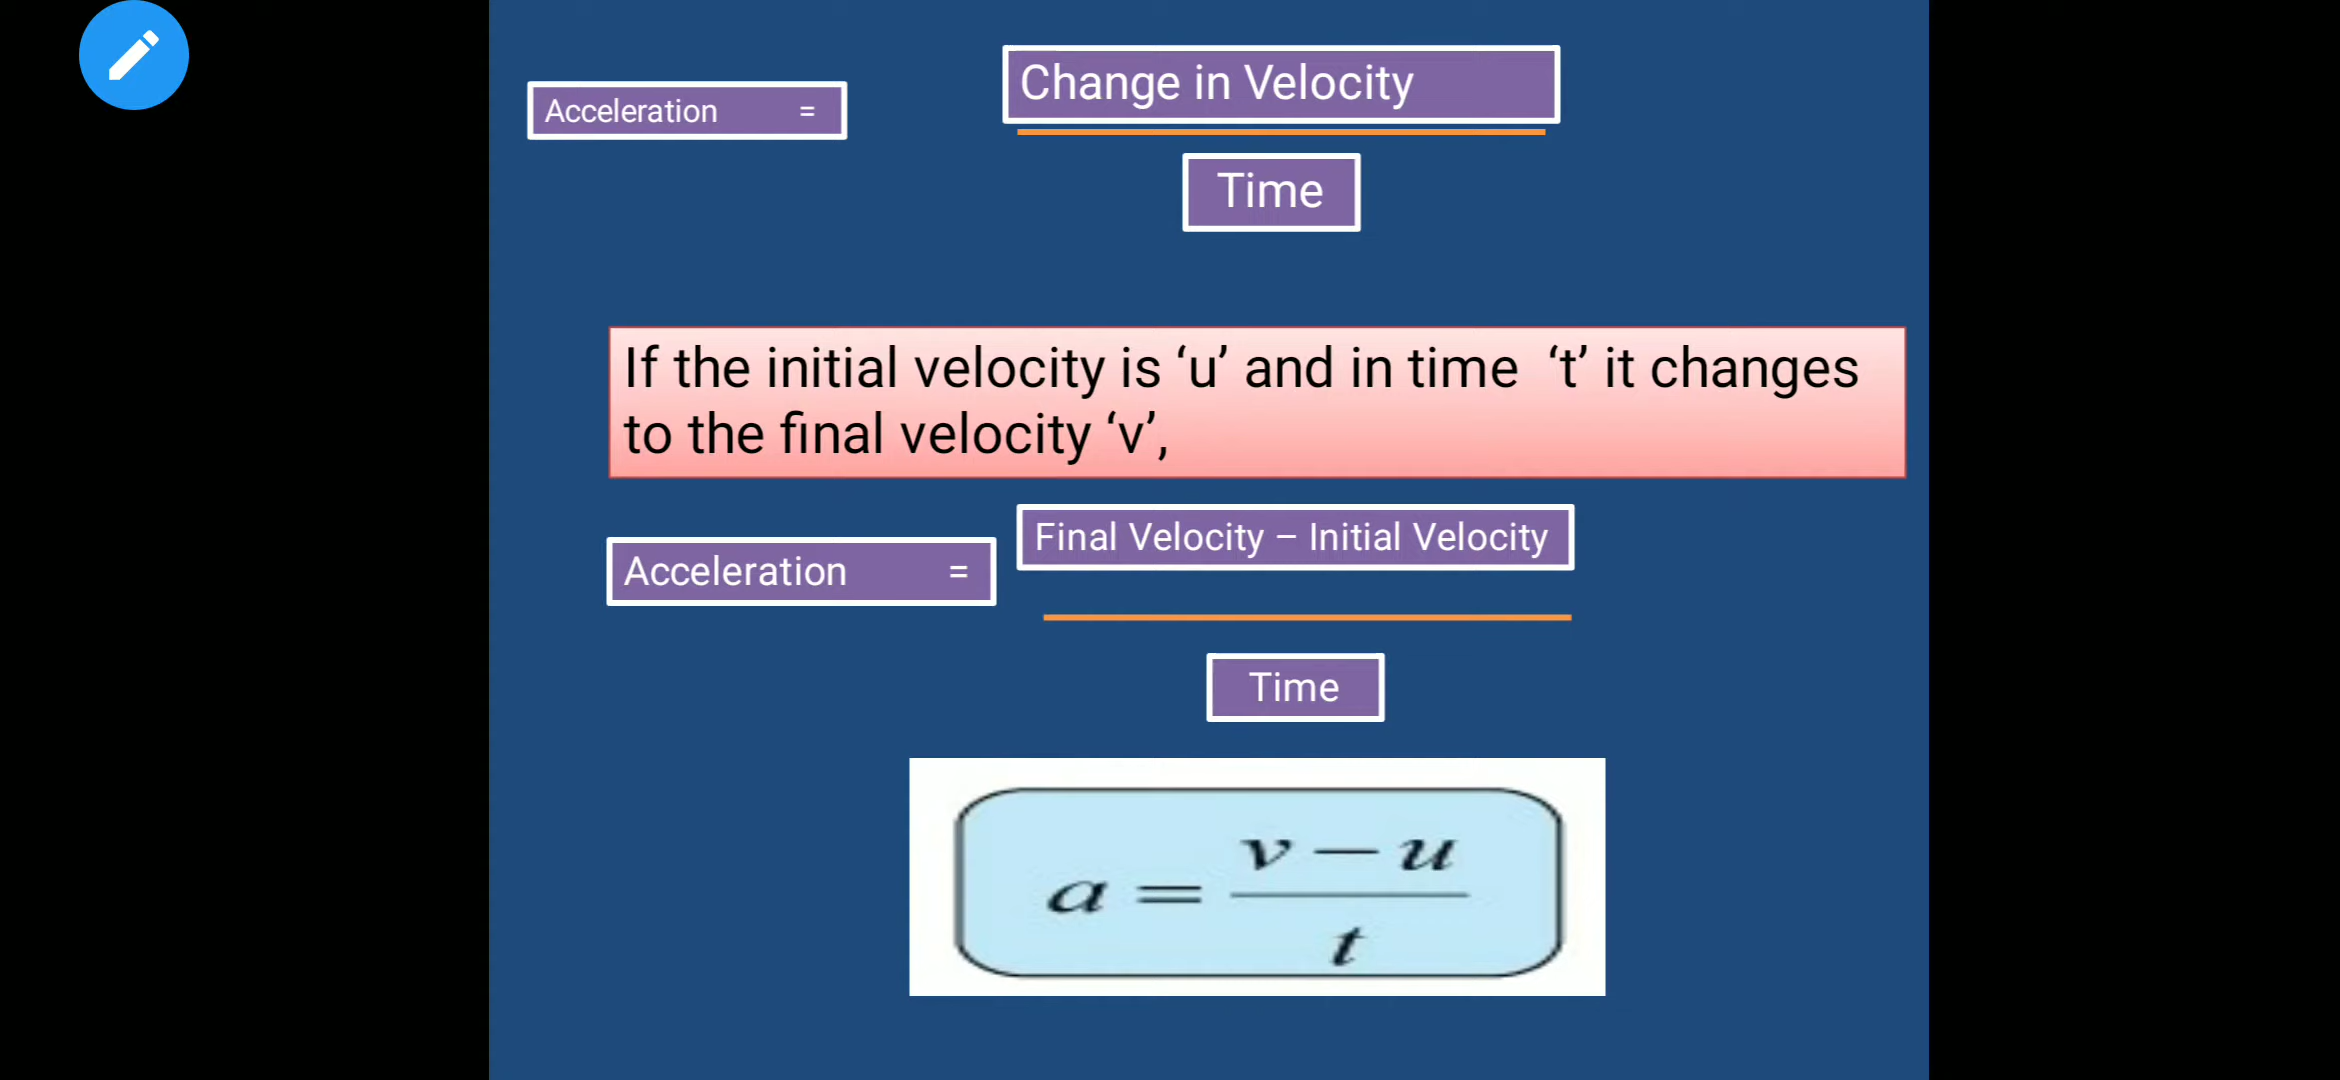 Change in Velocity
Acceleration =
Time
If the initial velocity is ‘u’ and in time ‘t’ it changes
to the final velocity ‘v’,
Final Velocity – Initial Velocity
Acceleration =
Time
v – u
a =
t